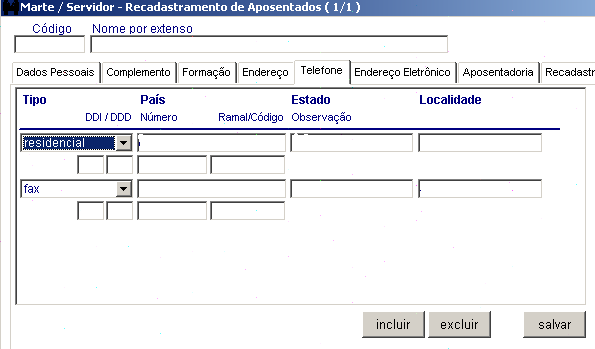 Marte / Servidor - Recadastramento de Aposentados ( 1/1 )
Código Nome por extenso
Dados Pessoais Complemento Formação Endereço Telefone Endereço Eletrônico Aposentadoria Recadastr
Tipo País Estado Localidade
DDI / DDD Número Ramal/Código Observação
residencial
fax
incluir excluir salvar